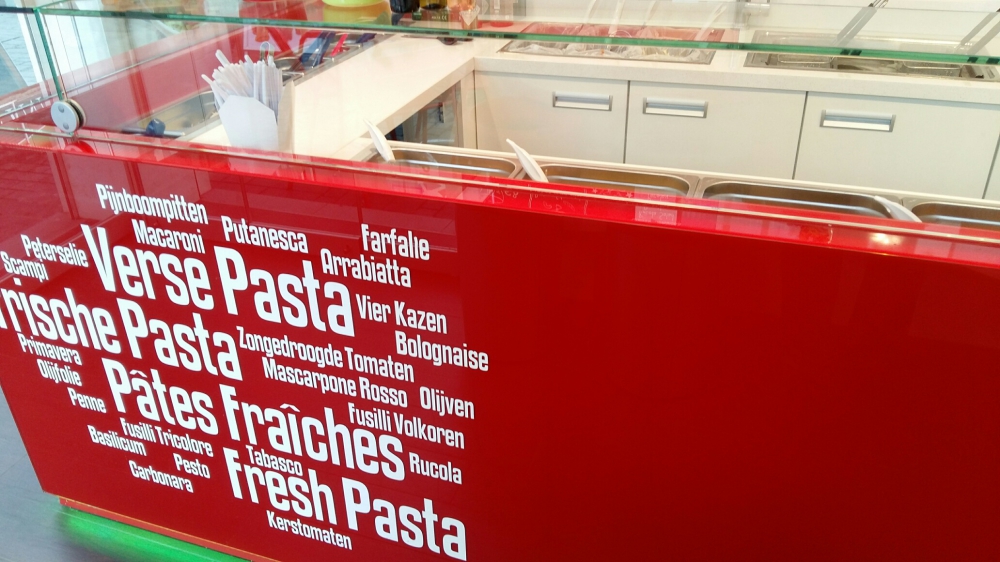 Pijnboompitten
Macaroni
Putanesca
Farfalle
Peterselie
Verse Pasta
Arrabiatta
Scampi
Vier Kazen
rische Pasta
Zongedroogde Tomaten
Bolognaise
Primavera
Mascarpone Rosso
Olijven
Olijfolie
Pâtes Fraîches
Fusilli Volkoren
Penne
Fusilli Tricolore
Basilicum
Tabasco
Rucola
Pesto
Fresh Pasta
Carbonara
Kerstomaten